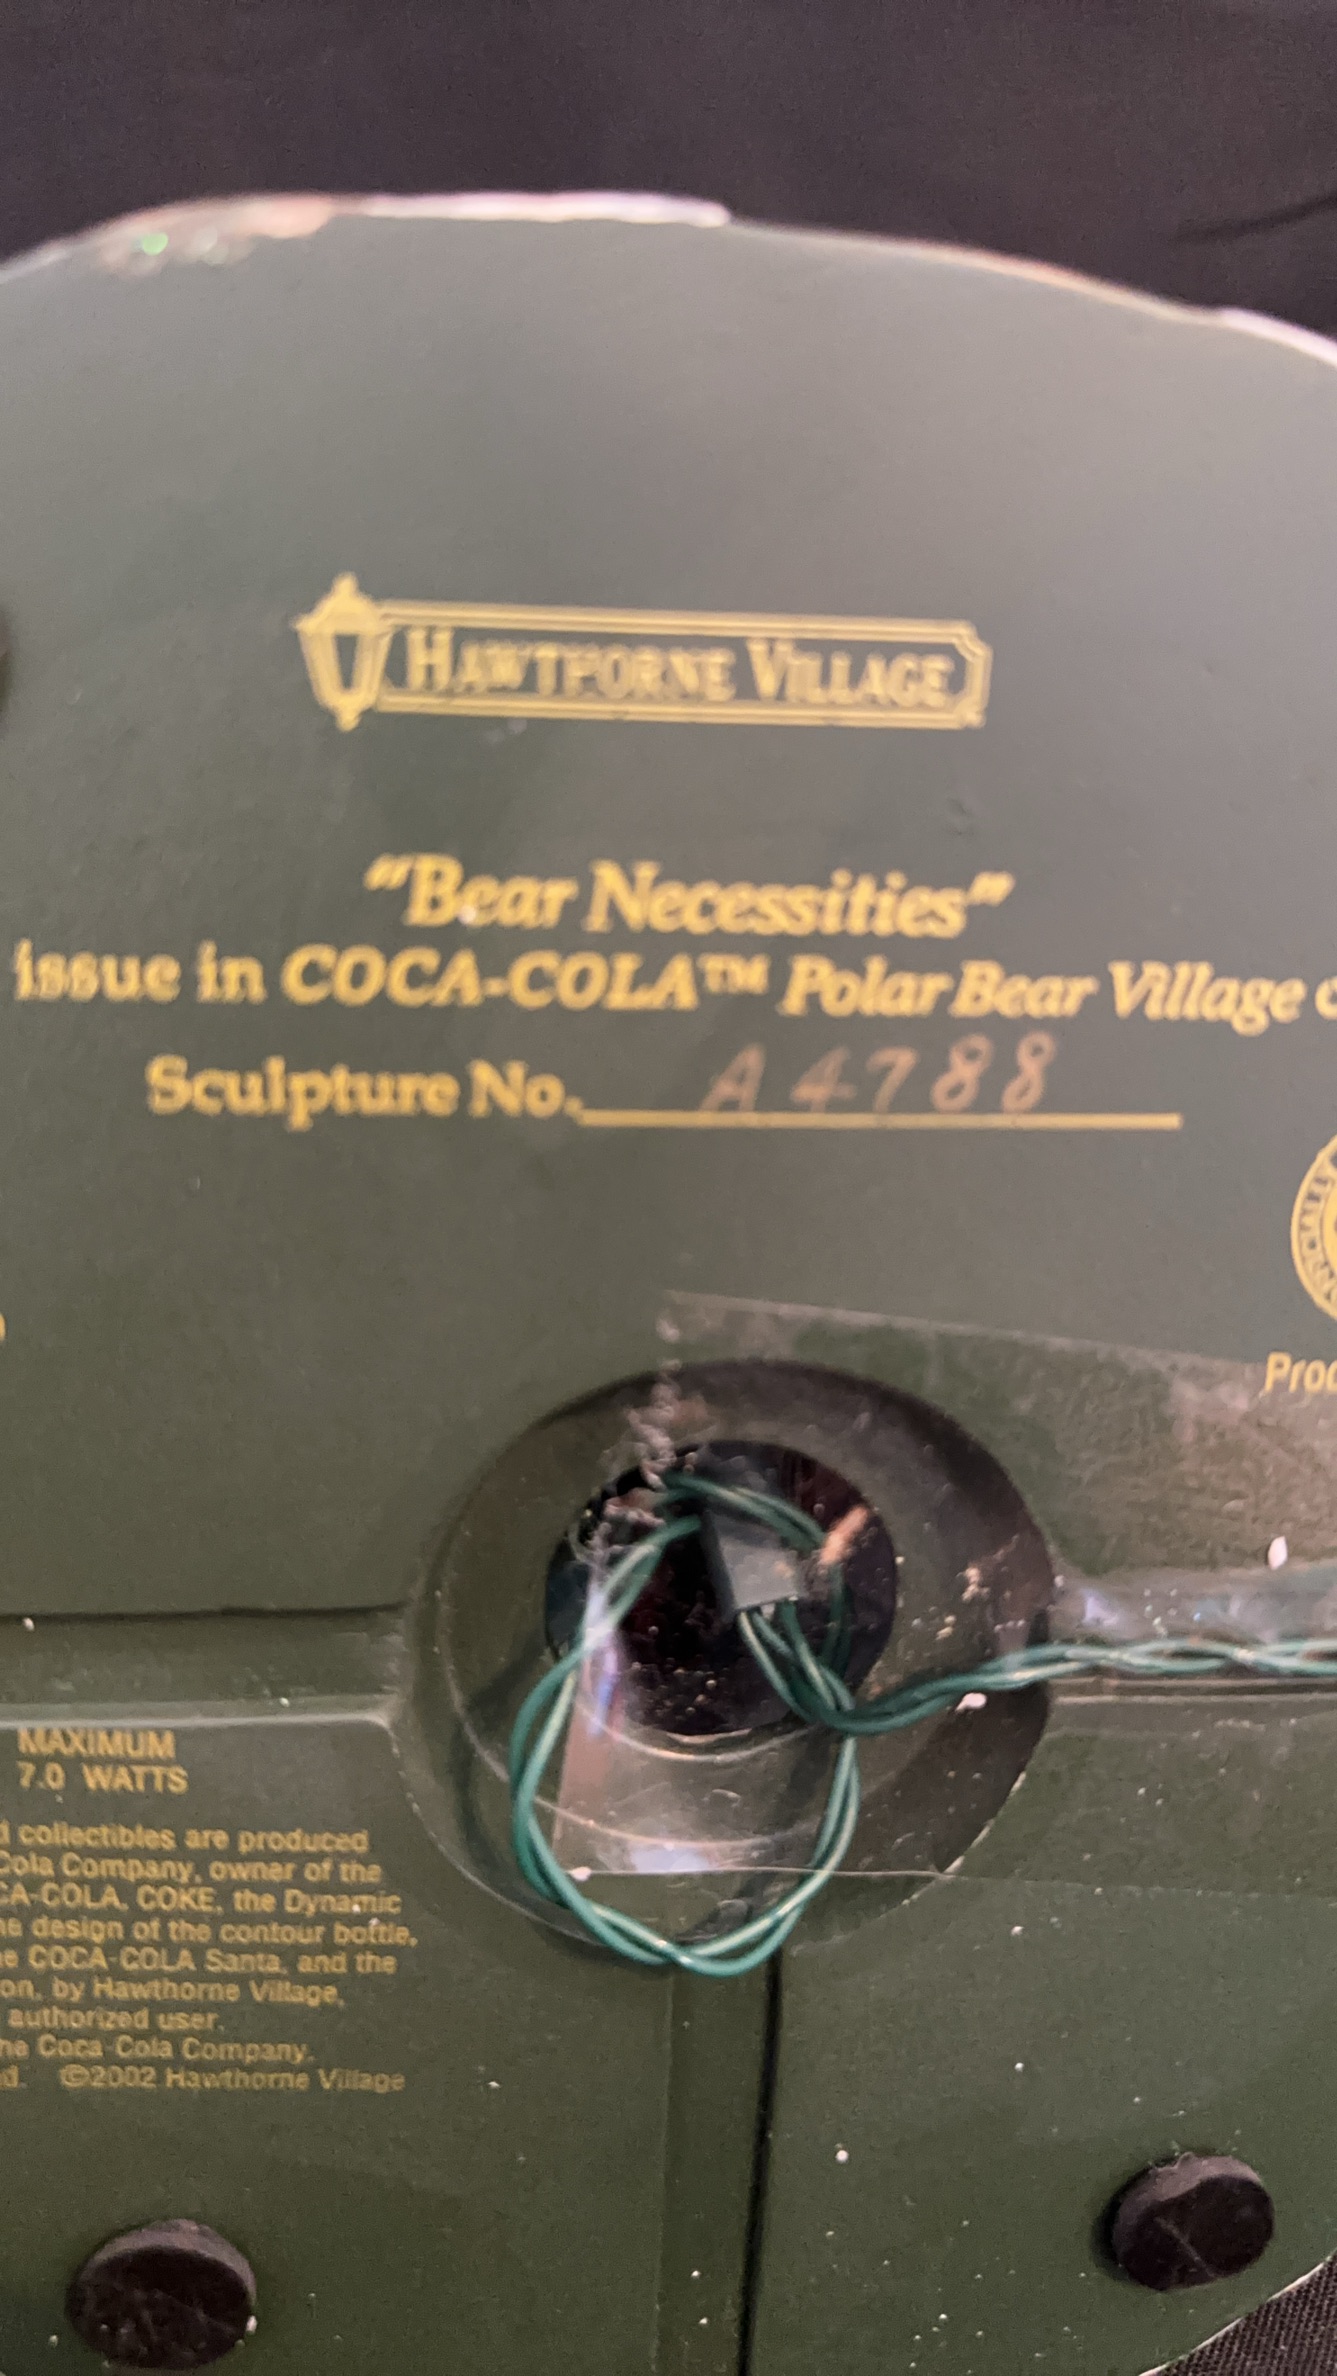 HAWTHORNE VILLAGE
"Bear Necessities"
issue in COCA-COLA™ Polar Bear Village
Sculpture No. A4788
MAXIMUM
7.0 WATTS
collectibles are produced
Cola Company, owner of the
CA-COLA, COKE, the Dynamic
design of the contour bottle,
COCA-COLA Santa, and the
by Hawthorne Village,
authorized user.
Coca-Cola Company.
©2002 Hawthorne Village